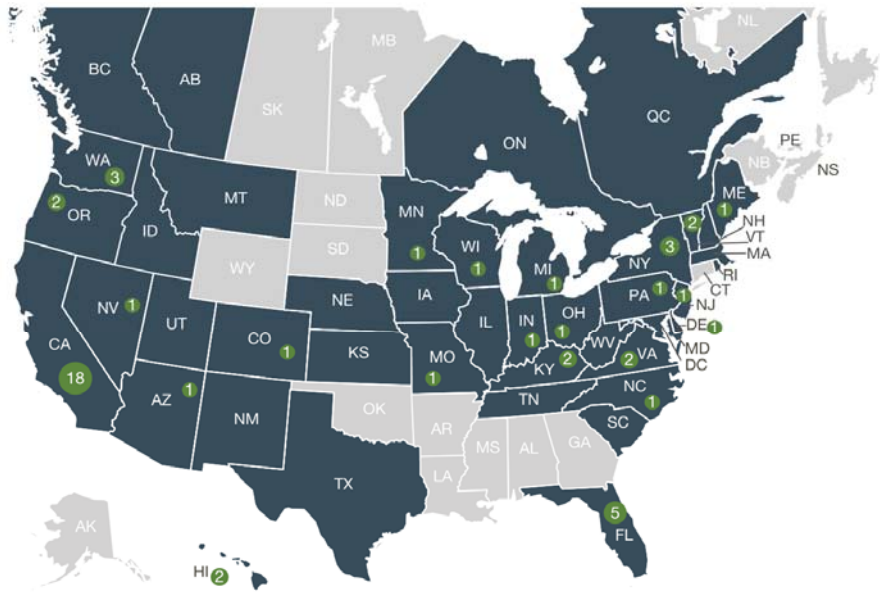 NL
MB
BC
AB
SK
QC
ON
PE
NB
NS
WA
3
MT
ND
MN
1
ME
1
2
OR
ID
SD
WI
1
2
NH
VT
NY
3
MA
WY
MI
1
RI
CT
NV
1
NE
IA
PA
1
1
NJ
UT
CO
1
IL
IN
1
OH
1
DE
1
CA
18
KS
MO
1
KY
2
WV
2
VA
MD
DC
AZ
1
NM
OK
TN
NC
1
AR
SC
MS
AL
GA
LA
TX
5
FL
AK
HI
2